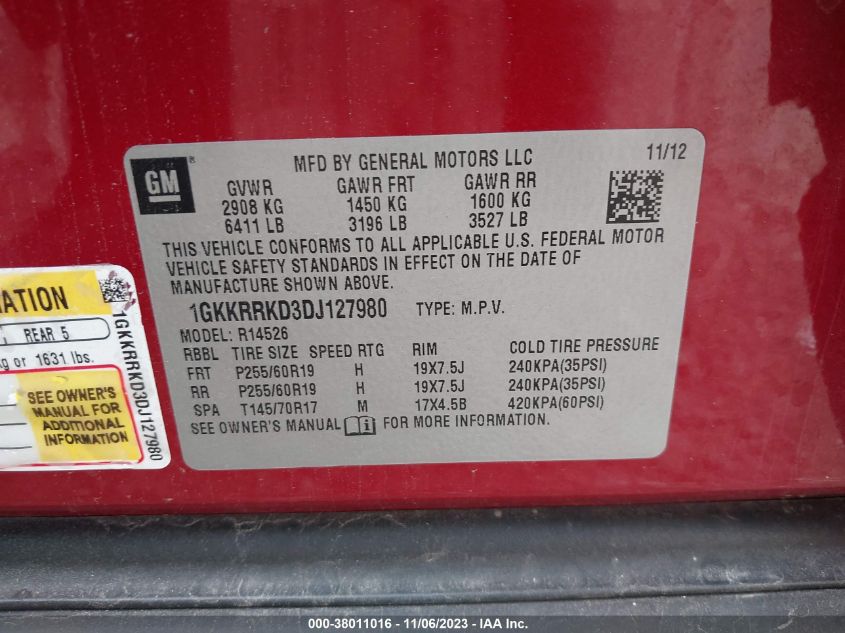 GM ®
MFD BY GENERAL MOTORS LLC 11/12
GVWR GAWR FRT GAWR RR
2908 KG 1450 KG 1600 KG
6411 LB 3196 LB 3527 LB
THIS VEHICLE CONFORMS TO ALL APPLICABLE U.S. FEDERAL MOTOR
VEHICLE SAFETY STANDARDS IN EFFECT ON THE DATE OF
MANUFACTURE SHOWN ABOVE.
1GKKRRKD3DJ127980 TYPE: M.P.V.
MODEL: R14526
RBBL TIRE SIZE SPEED RTG RIM COLD TIRE PRESSURE
FRT P255/60R19 H 19X7.5J 240KPA(35PSI)
RR P255/60R19 H 19X7.5J 240KPA(35PSI)
SPA T145/70R17 M 17X4.5B 420KPA(60PSI)
SEE OWNER'S MANUAL FOR MORE INFORMATION.
MATION
REAR 5
kg or 1631 lbs.
SEE OWNER'S
MANUAL FOR
ADDITIONAL
INFORMATION
1GKKRRKD3DJ127980
000-38011016 - 11/06/2023 - IAA Inc.